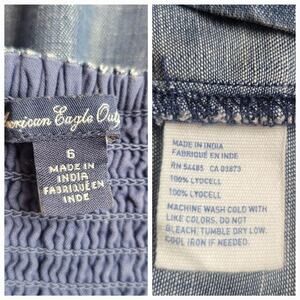 American Eagle Out
6
MADE IN
INDIA
FABRIQUÉ EN
INDE
MADE IN INDIA
FABRIQUÉ EN INDE
RN 54485 CA 03873
100% LYOCELL
100% LYOCELL
MACHINE WASH COLD WITH
LIKE COLORS. DO NOT
BLEACH. TUMBLE DRY LOW.
COOL IRON IF NEEDED.